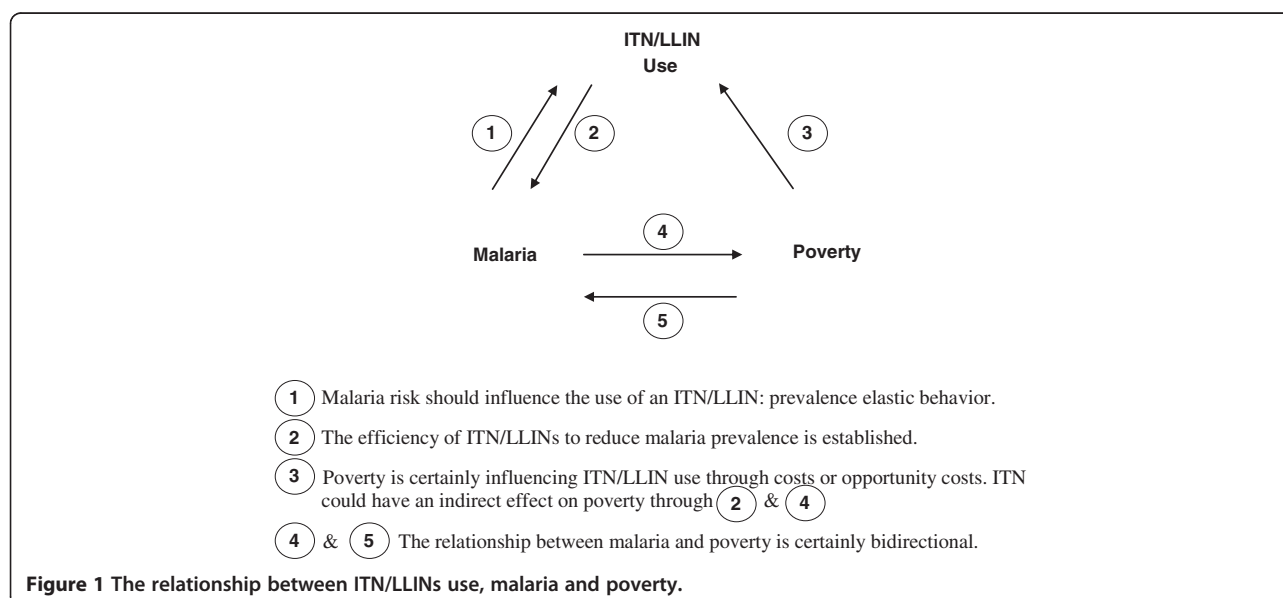 ITN/LLIN
Use
1
2
3
4
Malaria
Poverty
5
1 Malaria risk should influence the use of an ITN/LLIN: prevalence elastic behavior.
2 The efficiency of ITN/LLINs to reduce malaria prevalence is established.
3 Poverty is certainly influencing ITN/LLIN use through costs or opportunity costs. ITN
could have an indirect effect on poverty through 2 & 4
4 & 5 The relationship between malaria and poverty is certainly bidirectional.
Figure 1 The relationship between ITN/LLINs use, malaria and poverty.